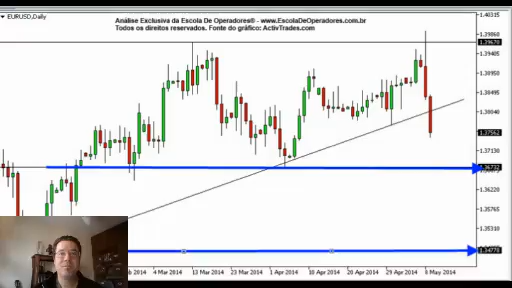 EURUSD,Daily
Análise Exclusiva da Escola De Operadores® - www.EscolaDeOperadores.com.br
Todos os direitos reservados. Fonte do gráfico: ActivTrades.com
1.40315
1.39860
1.39670
1.39405
1.38950
1.38495
1.38040
1.37562
1.37130
1.36732
1.36220
1.35765
1.35310
1.34770
4 Mar 2014
13 Mar 2014
23 Mar 2014
1 Apr 2014
10 Apr 2014
20 Apr 2014
29 Apr 2014
8 May 2014